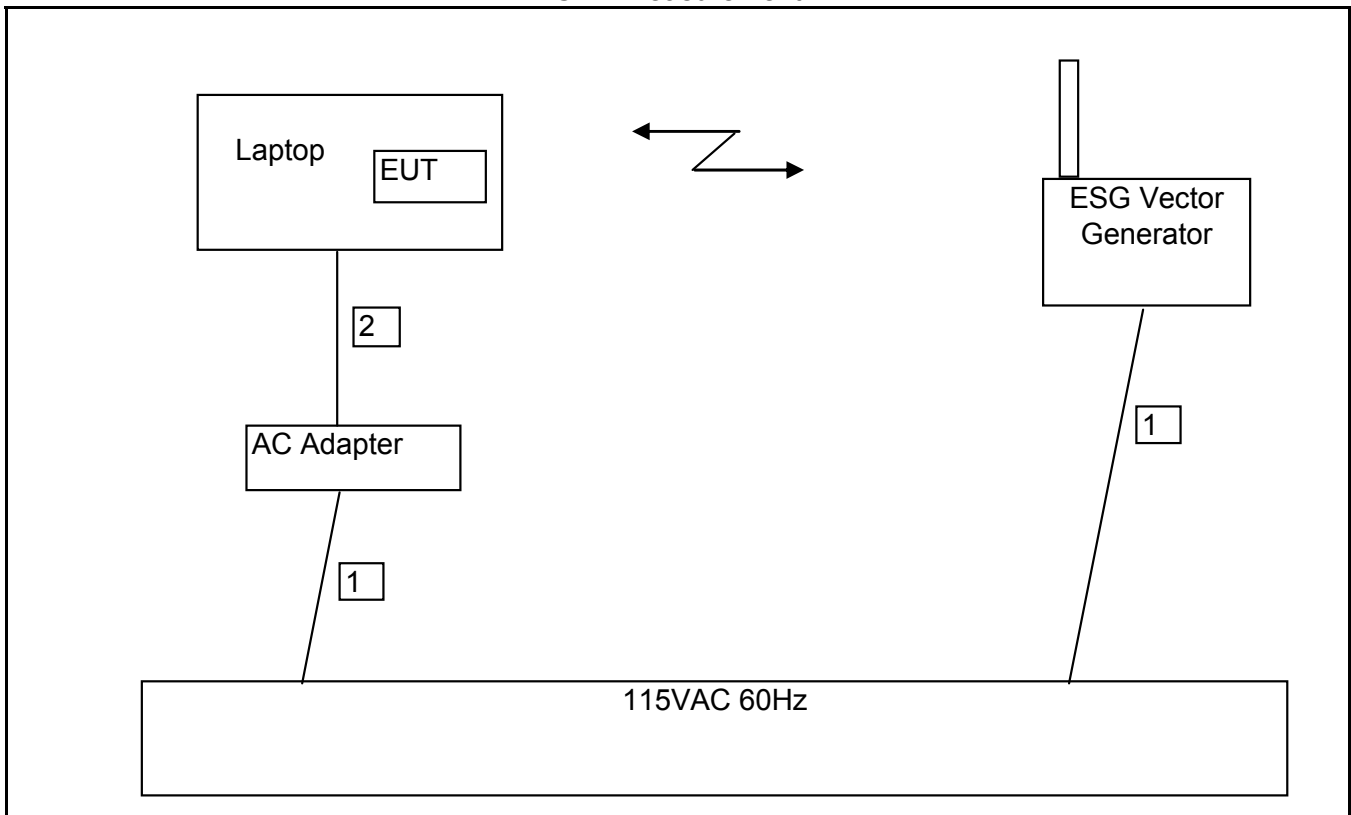 Laptop
EUT
ESG Vector
Generator
2
AC Adapter
1
1
115VAC 60Hz